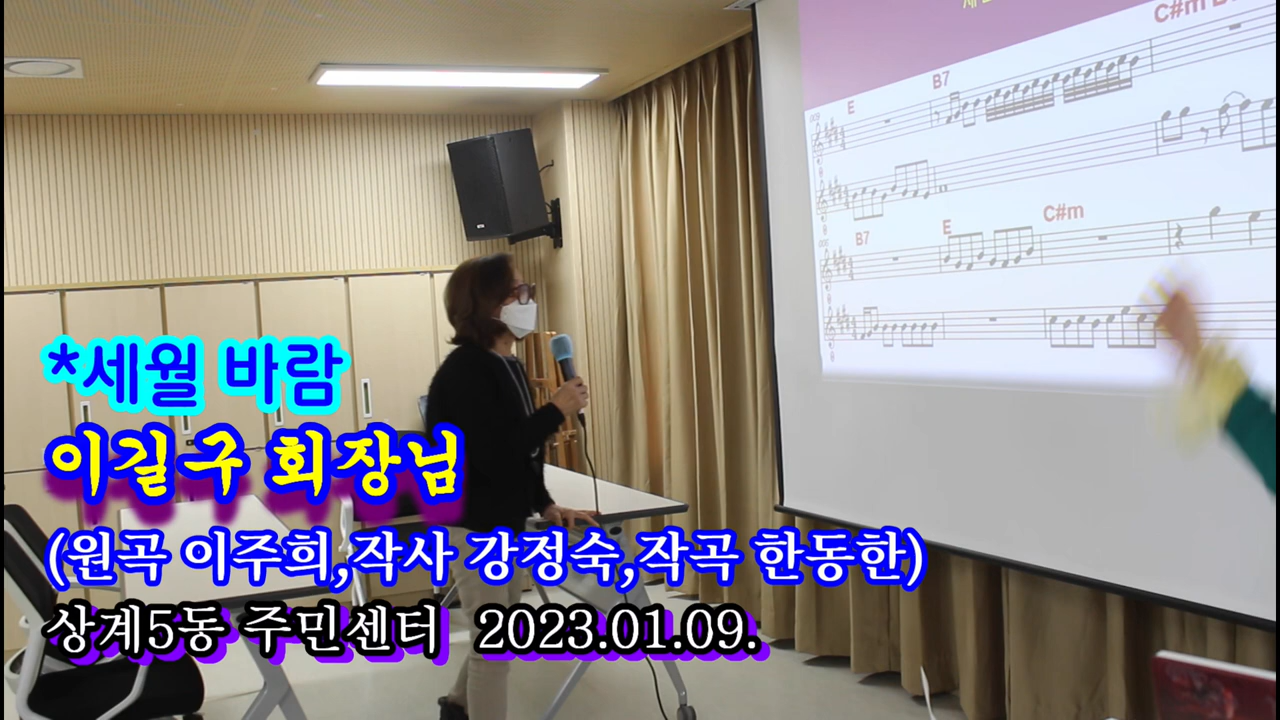 C#m
E B7
B7 E C#m
*세월 바람
이길구 회장님
(원곡 이주희,작사 강정숙,작곡 한동한)
상계5동 주민센터 2023.01.09.